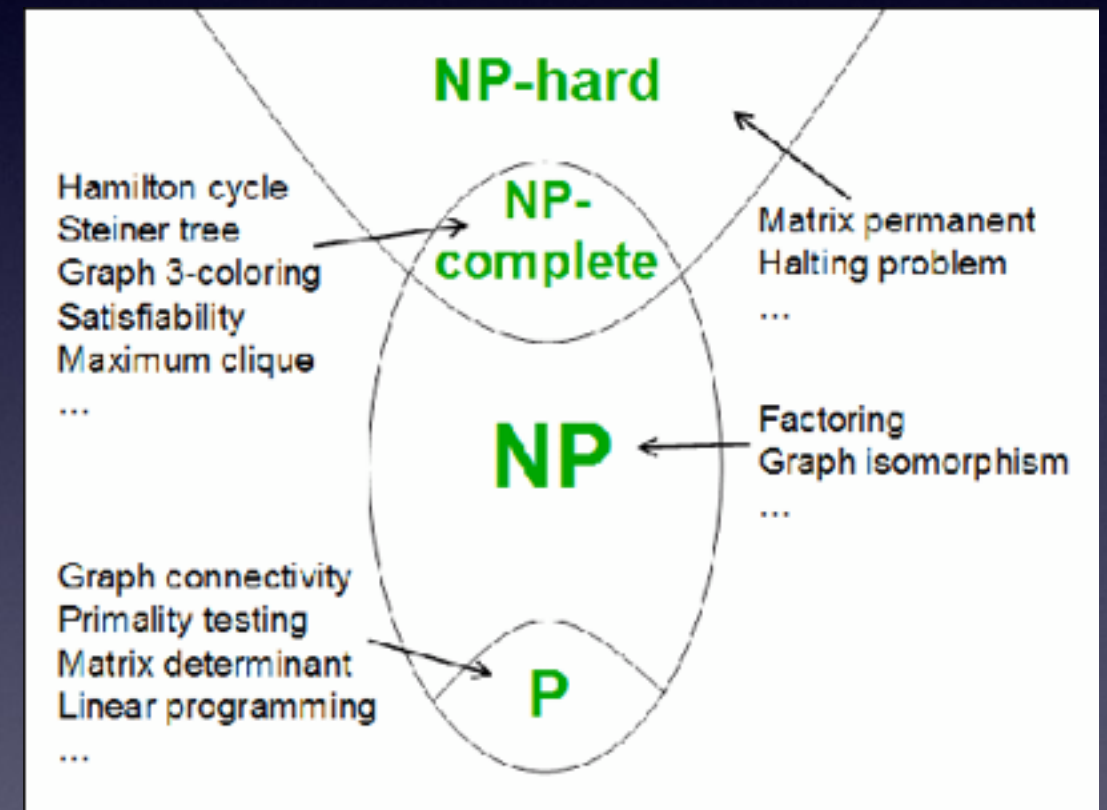 NP-hard
Hamilton cycle
Steiner tree
Graph 3-coloring
Satisfiability
Maximum clique
...
NP-
complete
Matrix permanent
Halting problem
...
NP
Factoring
Graph isomorphism
...
Graph connectivity
Primality testing
Matrix determinant
Linear programming
...
P